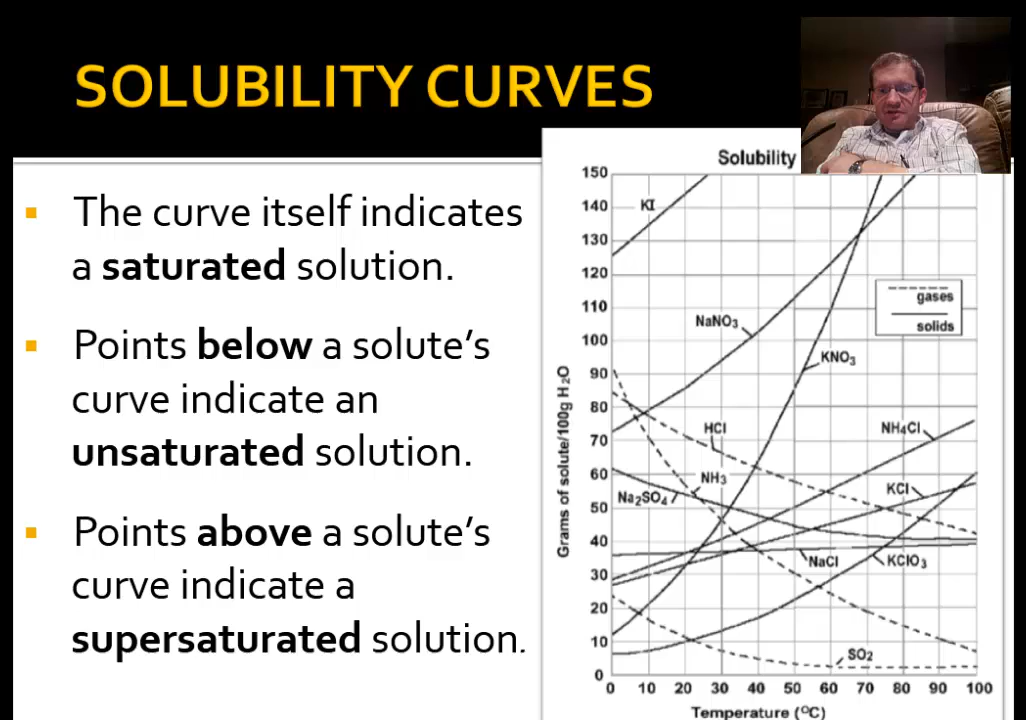 SOLUBILITY CURVES
▪ The curve itself indicates
a saturated solution.
▪ Points below a solute's
curve indicate an
unsaturated solution.
▪ Points above a solute's
curve indicate a
supersaturated solution.
Solubility
150
140
130
120
110
100
90
80
70
60
50
40
30
20
10
0
Grams of solute/100g H₂O
KI
gases
solids
NaNO₃
KNO₃
HCl
NH₄Cl
NH₃
Na₂SO₄
KCl
NaCl
KClO₃
SO₂
0 10 20 30 40 50 60 70 80 90 100
Temperature (ºC)